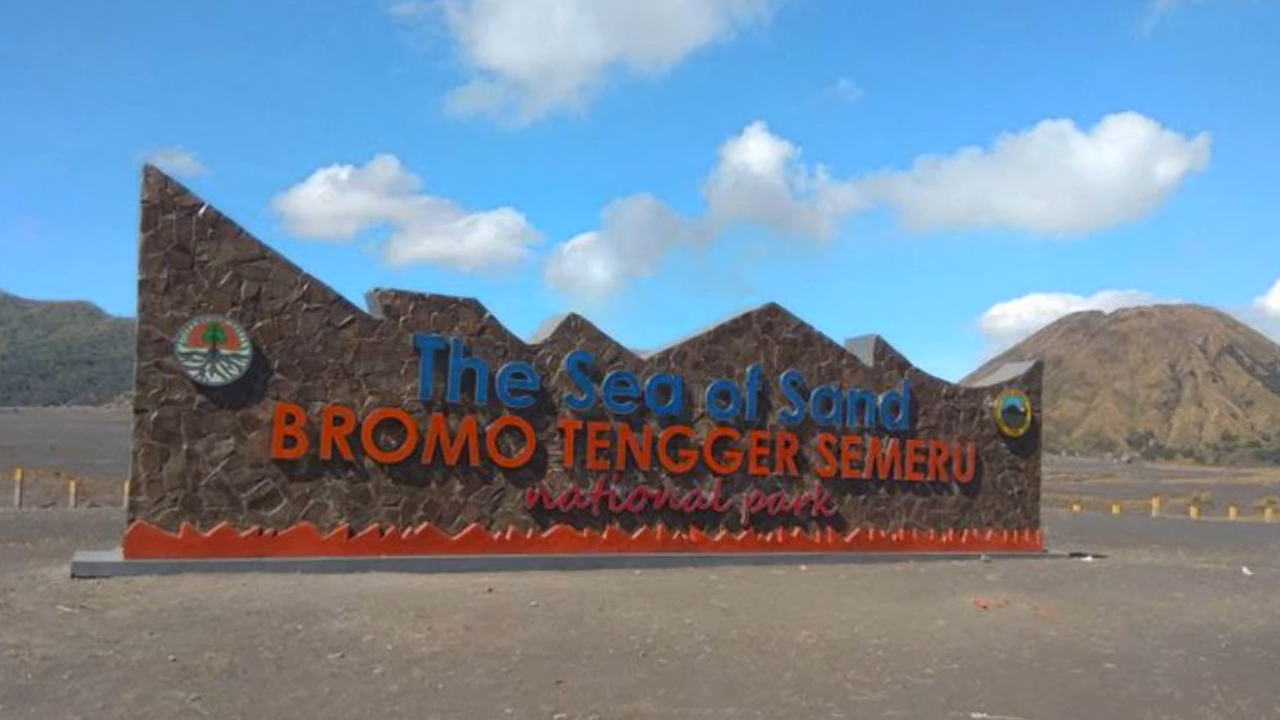 The Sea of Sand
BROMO TENGGER SEMERU
national park